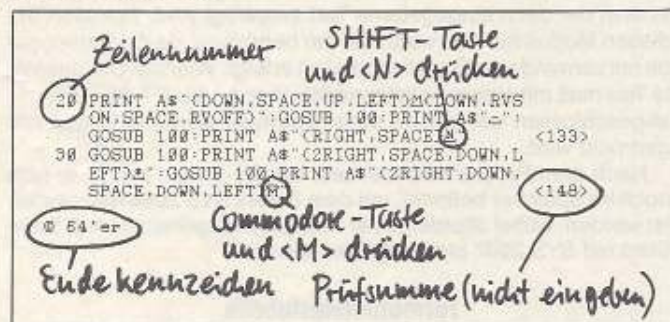 Zeilennummer
SHIFT-Taste
und <N> drücken
20 PRINT A$"{DOWN,SPACE,UP,LEFT}M{DOWN,RVS
ON,SPACE,RVOFF}":GOSUB 100:PRINT A$"_":
GOSUB 100:PRINT A$"{RIGHT,SPACE}N" <133>
30 GOSUB 100:PRINT A$"{2RIGHT,SPACE,DOWN,L
EFT}":GOSUB 100:PRINT A$"{2RIGHT,DOWN,
SPACE,DOWN,LEFT}M" <148>
© 64'er
Commodore-Taste
und <M> drücken
Endekennzeichen
Prüfsumme (nicht eingeben)